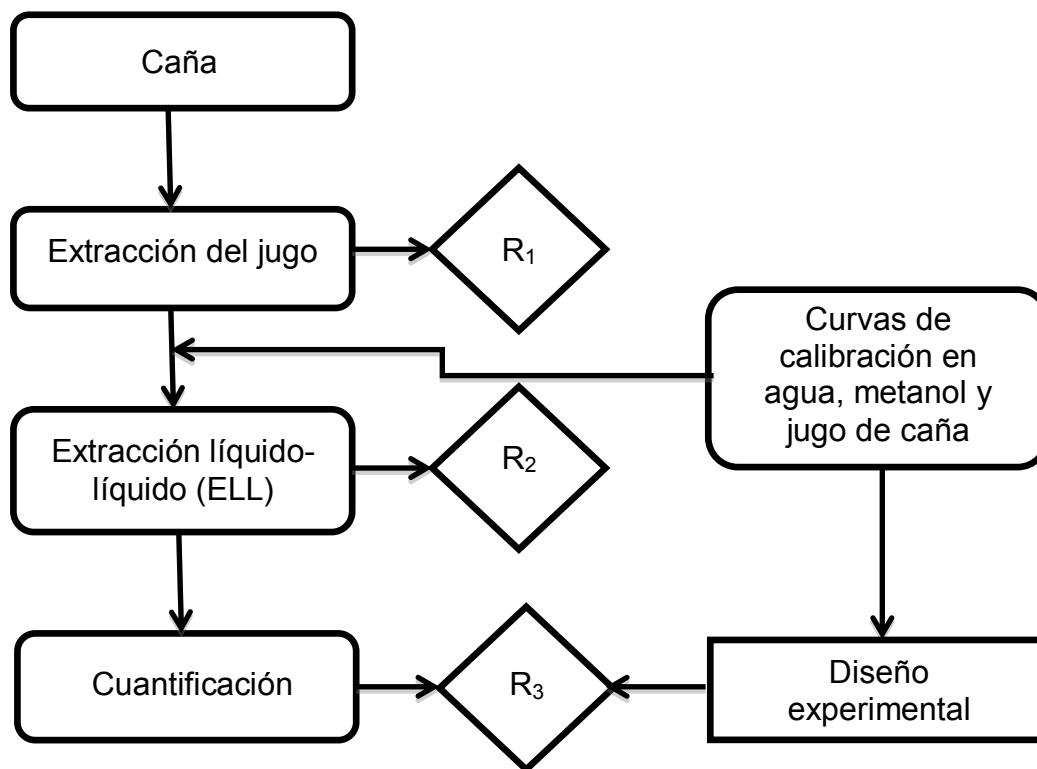 Caña
Extracción del jugo
R₁
Curvas de
calibración en
agua, metanol y
jugo de caña
Extracción líquido-
líquido (ELL)
R₂
Cuantificación
R₃
Diseño
experimental